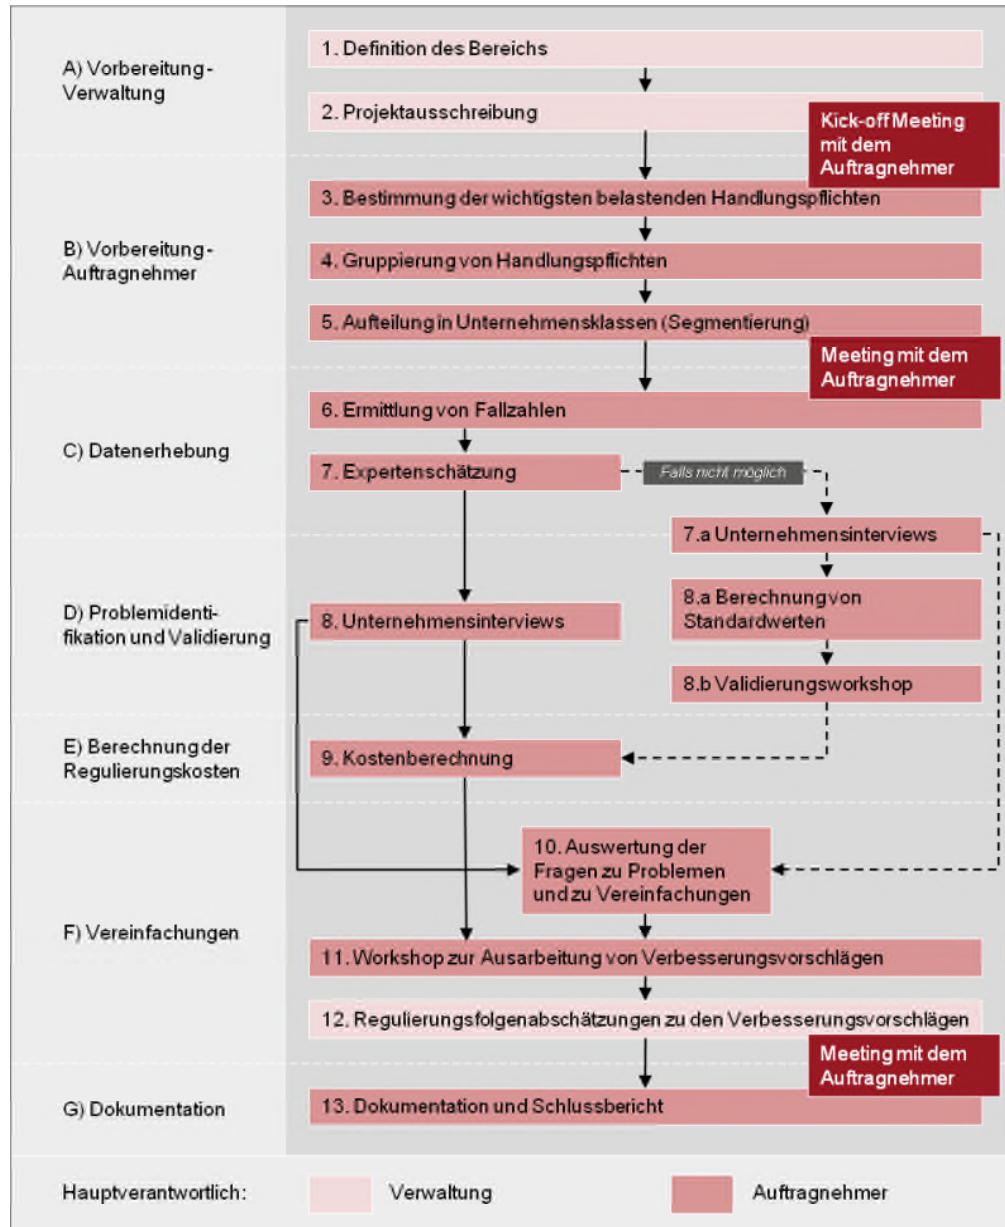 A) Vorbereitung -
Verwaltung
1. Definition des Bereichs
2. Projektausschreibung
Kick-off Meeting
mit dem
Auftragnehmer
B) Vorbereitung -
Auftragnehmer
3. Bestimmung der wichtigsten belastenden Handlungspflichten
4. Gruppierung von Handlungspflichten
5. Aufteilung in Unternehmensklassen (Segmentierung)
Meeting mit dem
Auftragnehmer
C) Datenerhebung
6. Ermittlung von Fallzahlen
7. Expertenschätzung
Falls nicht möglich
7.a Unternehmensinterviews
D) Problemidenti-
fikation und Validierung
8. Unternehmensinterviews
8.a Berechnung von
Standardwerten
8.b Validierungsworkshop
E) Berechnung der
Regulierungskosten
9. Kostenberechnung
F) Vereinfachungen
10. Auswertung der
Fragen zu Problemen
und zu Vereinfachungen
11. Workshop zur Ausarbeitung von Verbesserungsvorschlägen
12. Regulierungsfolgenabschätzungen zu den Verbesserungsvorschlägen
Meeting mit dem
Auftragnehmer
G) Dokumentation
13. Dokumentation und Schlussbericht
Hauptverantwortlich:
Verwaltung
Auftragnehmer